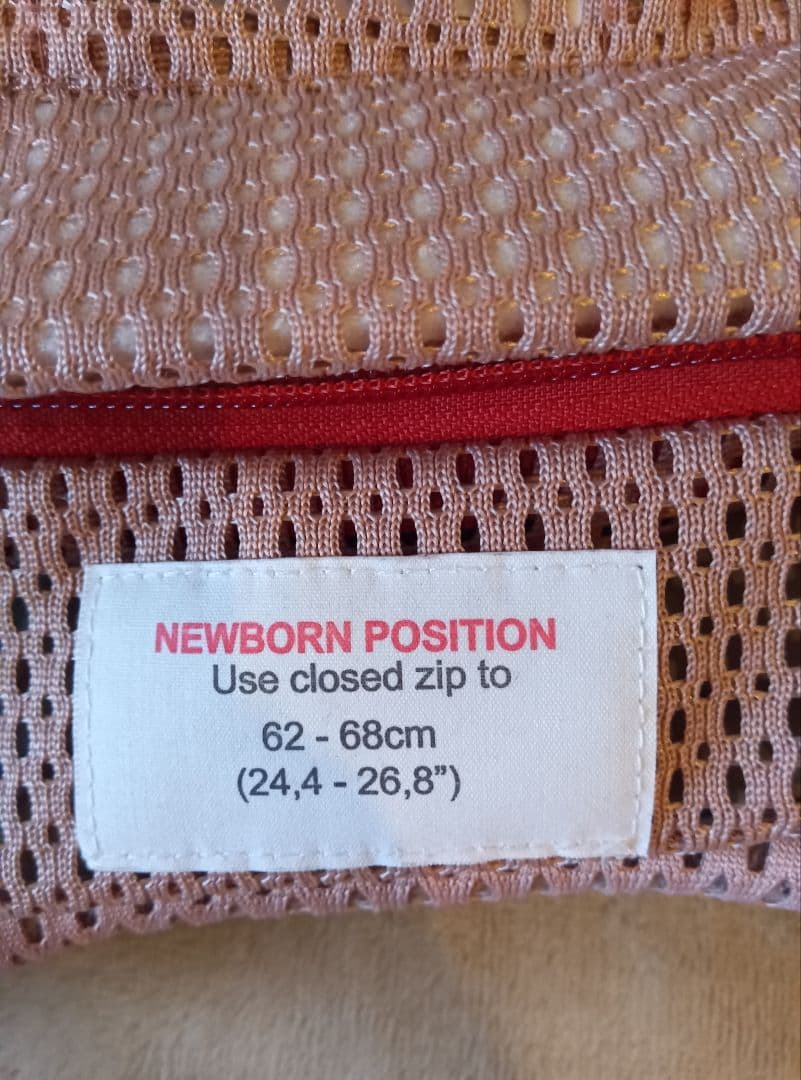 NEWBORN POSITION
Use closed zip to
62 - 68cm
(24,4 - 26,8”)